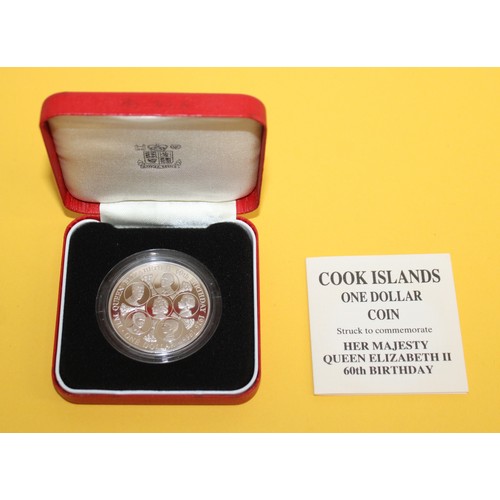 COOK ISLANDS
ONE DOLLAR
COIN
Struck to commemorate
HER MAJESTY
QUEEN ELIZABETH II
60th BIRTHDAY